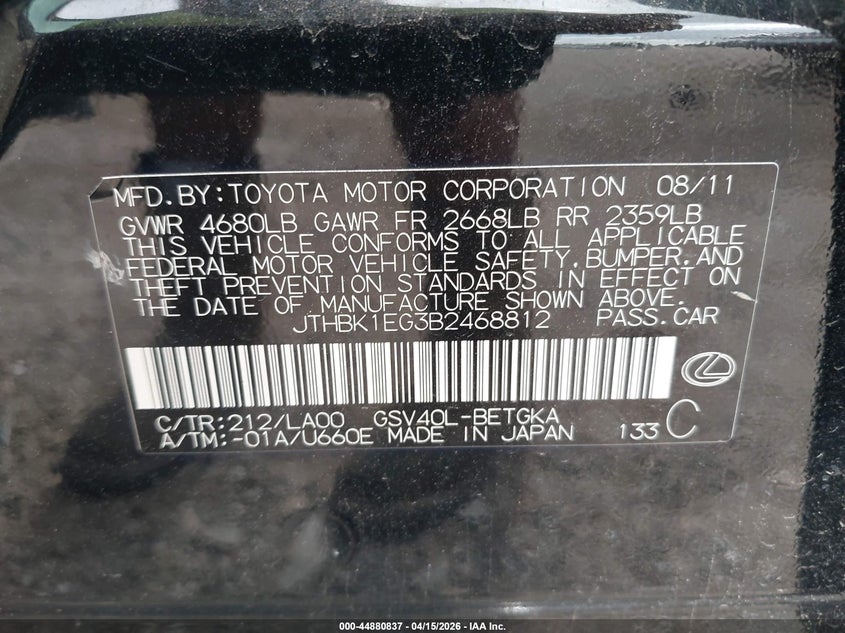 MFD.BY:TOYOTA MOTOR CORPORATION 08/11
GVWR 4680LB GAWR FR 2668LB RR 2359LB
THIS VEHICLE CONFORMS TO ALL APPLICABLE
FEDERAL MOTOR VEHICLE SAFETY,BUMPER,AND
THEFT PREVENTION STANDARDS IN EFFECT ON
THE DATE OF MANUFACTURE SHOWN ABOVE.
JTHBK1EG3B2468812 PASS.CAR
C/TR:212/LA00 GSV40L-BETGKA
A/TM:-01A/U660E MADE IN JAPAN 133 C
000-44880837 - 04/15/2026 - IAA Inc.